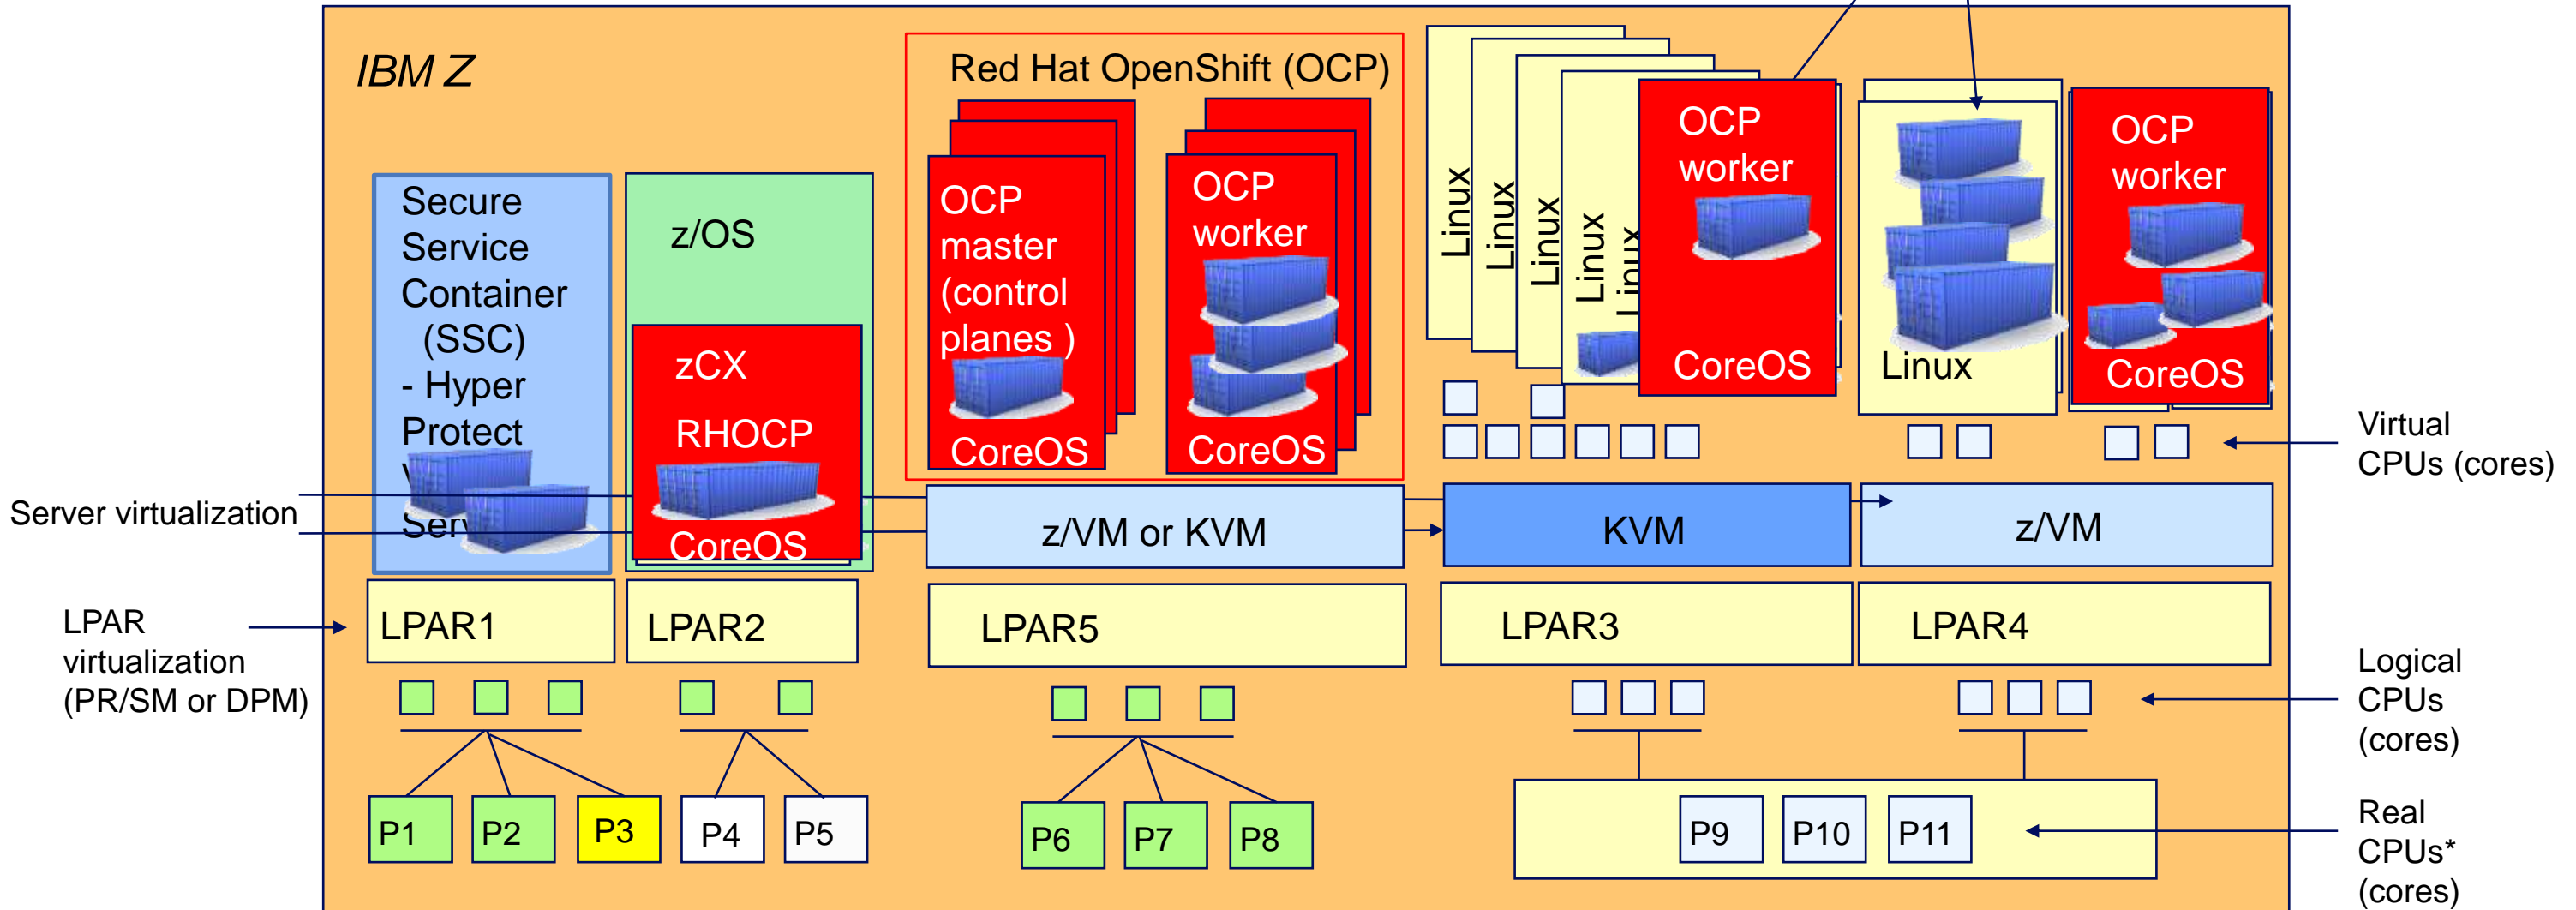 IBM Z
Red Hat OpenShift (OCP)
Secure
Service
Container
(SSC)
- Hyper
Protect
z/OS
zCX
RHOCP
CoreOS
OCP
master
(control
planes )
CoreOS
OCP
worker
CoreOS
Linux
Linux
Linux
Linux
Linux
OCP
worker
CoreOS
Linux
OCP
worker
CoreOS
Virtual
CPUs (cores)
Server virtualization
z/VM or KVM
KVM
z/VM
LPAR
virtualization
(PR/SM or DPM)
LPAR1
LPAR2
LPAR5
LPAR3
LPAR4
Logical
CPUs
(cores)
P1
P2
P3
P4
P5
P6
P7
P8
P9
P10
P11
Real
CPUs*
(cores)